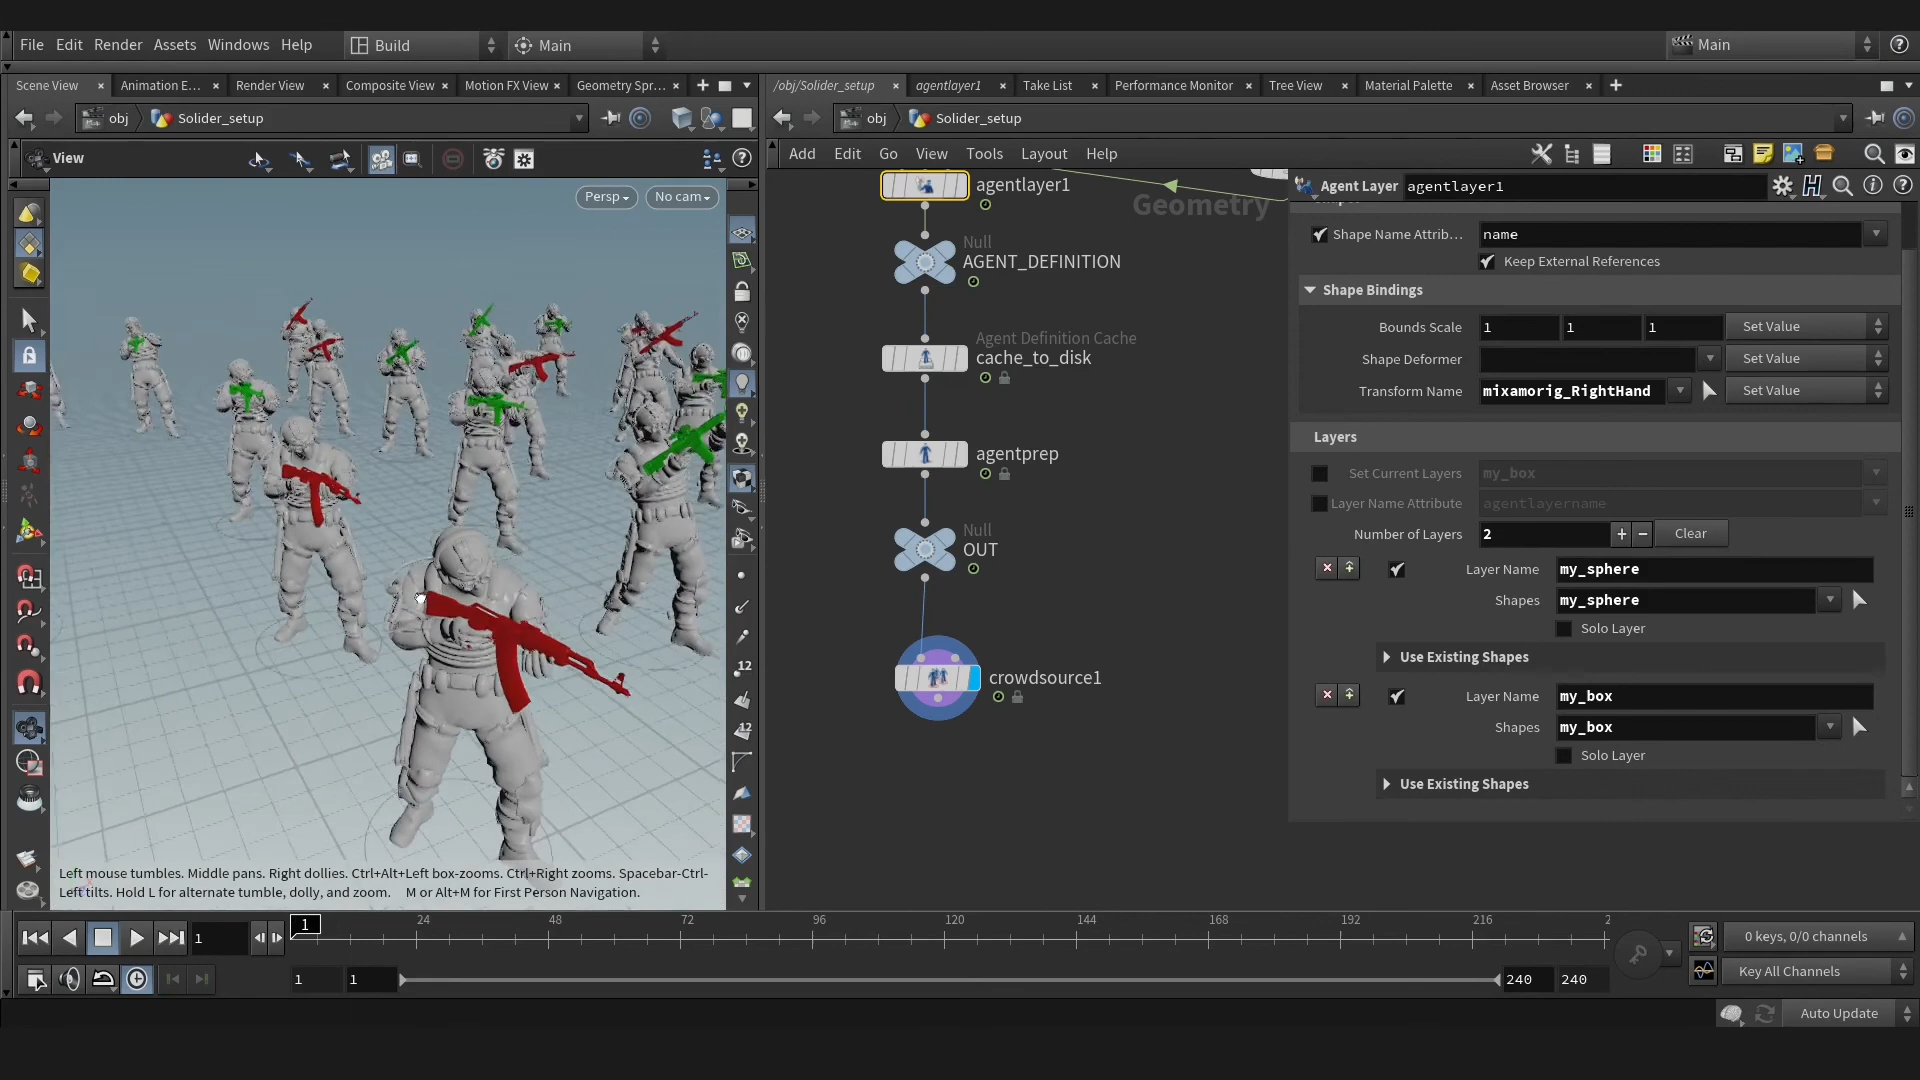 File Edit Render Assets Windows Help Build Main Main
Scene View Animation E... Render View Composite View Motion FX View Geometry Spr... /obj/Solider_setup agentlayer1 Take List Performance Monitor Tree View Material Palette Asset Browser
obj Solider_setup obj Solider_setup
View
Add Edit Go View Tools Layout Help
Persp No cam
agentlayer1
Geometry
Null
AGENT_DEFINITION
Agent Definition Cache
cache_to_disk
agentprep
Null
OUT
crowdsource1
Agent Layer agentlayer1
Shape Name Attrib... name
Keep External References
Shape Bindings
Bounds Scale 1 1 1 Set Value
Shape Deformer Set Value
Transform Name mixamorig_RightHand Set Value
Layers
Set Current Layers my_box
Layer Name Attribute agentlayername
Number of Layers 2 + − Clear
Layer Name my_sphere
Shapes my_sphere
Solo Layer
Use Existing Shapes
Layer Name my_box
Shapes my_box
Solo Layer
Use Existing Shapes
.12
12
Left mouse tumbles. Middle pans. Right dollies. Ctrl+Alt+Left box-zooms. Ctrl+Right zooms. Spacebar-Ctrl-
Left tilts. Hold L for alternate tumble, dolly, and zoom. M or Alt+M for First Person Navigation.
1 1 24 48 72 96 120 144 168 192 216 2
0 keys, 0/0 channels
1 1 240 240 Key All Channels
Auto Update